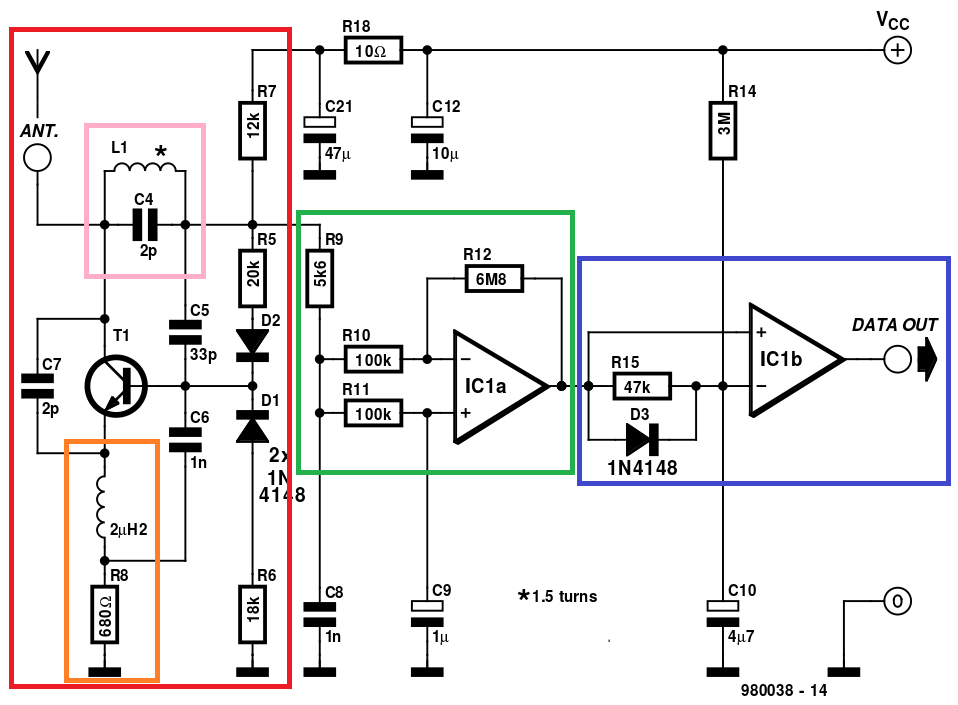 R18
10Ω
VCC
+
R7
12k
C21
47μ
C12
10μ
R14
3M
ANT.
L1
*
C4
2p
R9
5k6
R12
6M8
R5
20k
C5
33p
D2
T1
R10
100k
−
IC1a
R11
100k
+
+
IC1b
−
DATA OUT
R15
47k
D3
1N4148
C7
2p
C6
1n
D1
2x
1N
4148
2μH2
R8
680Ω
R6
18k
C8
1n
C9
1μ
*1.5 turns
C10
4μ7
0
980038 - 14